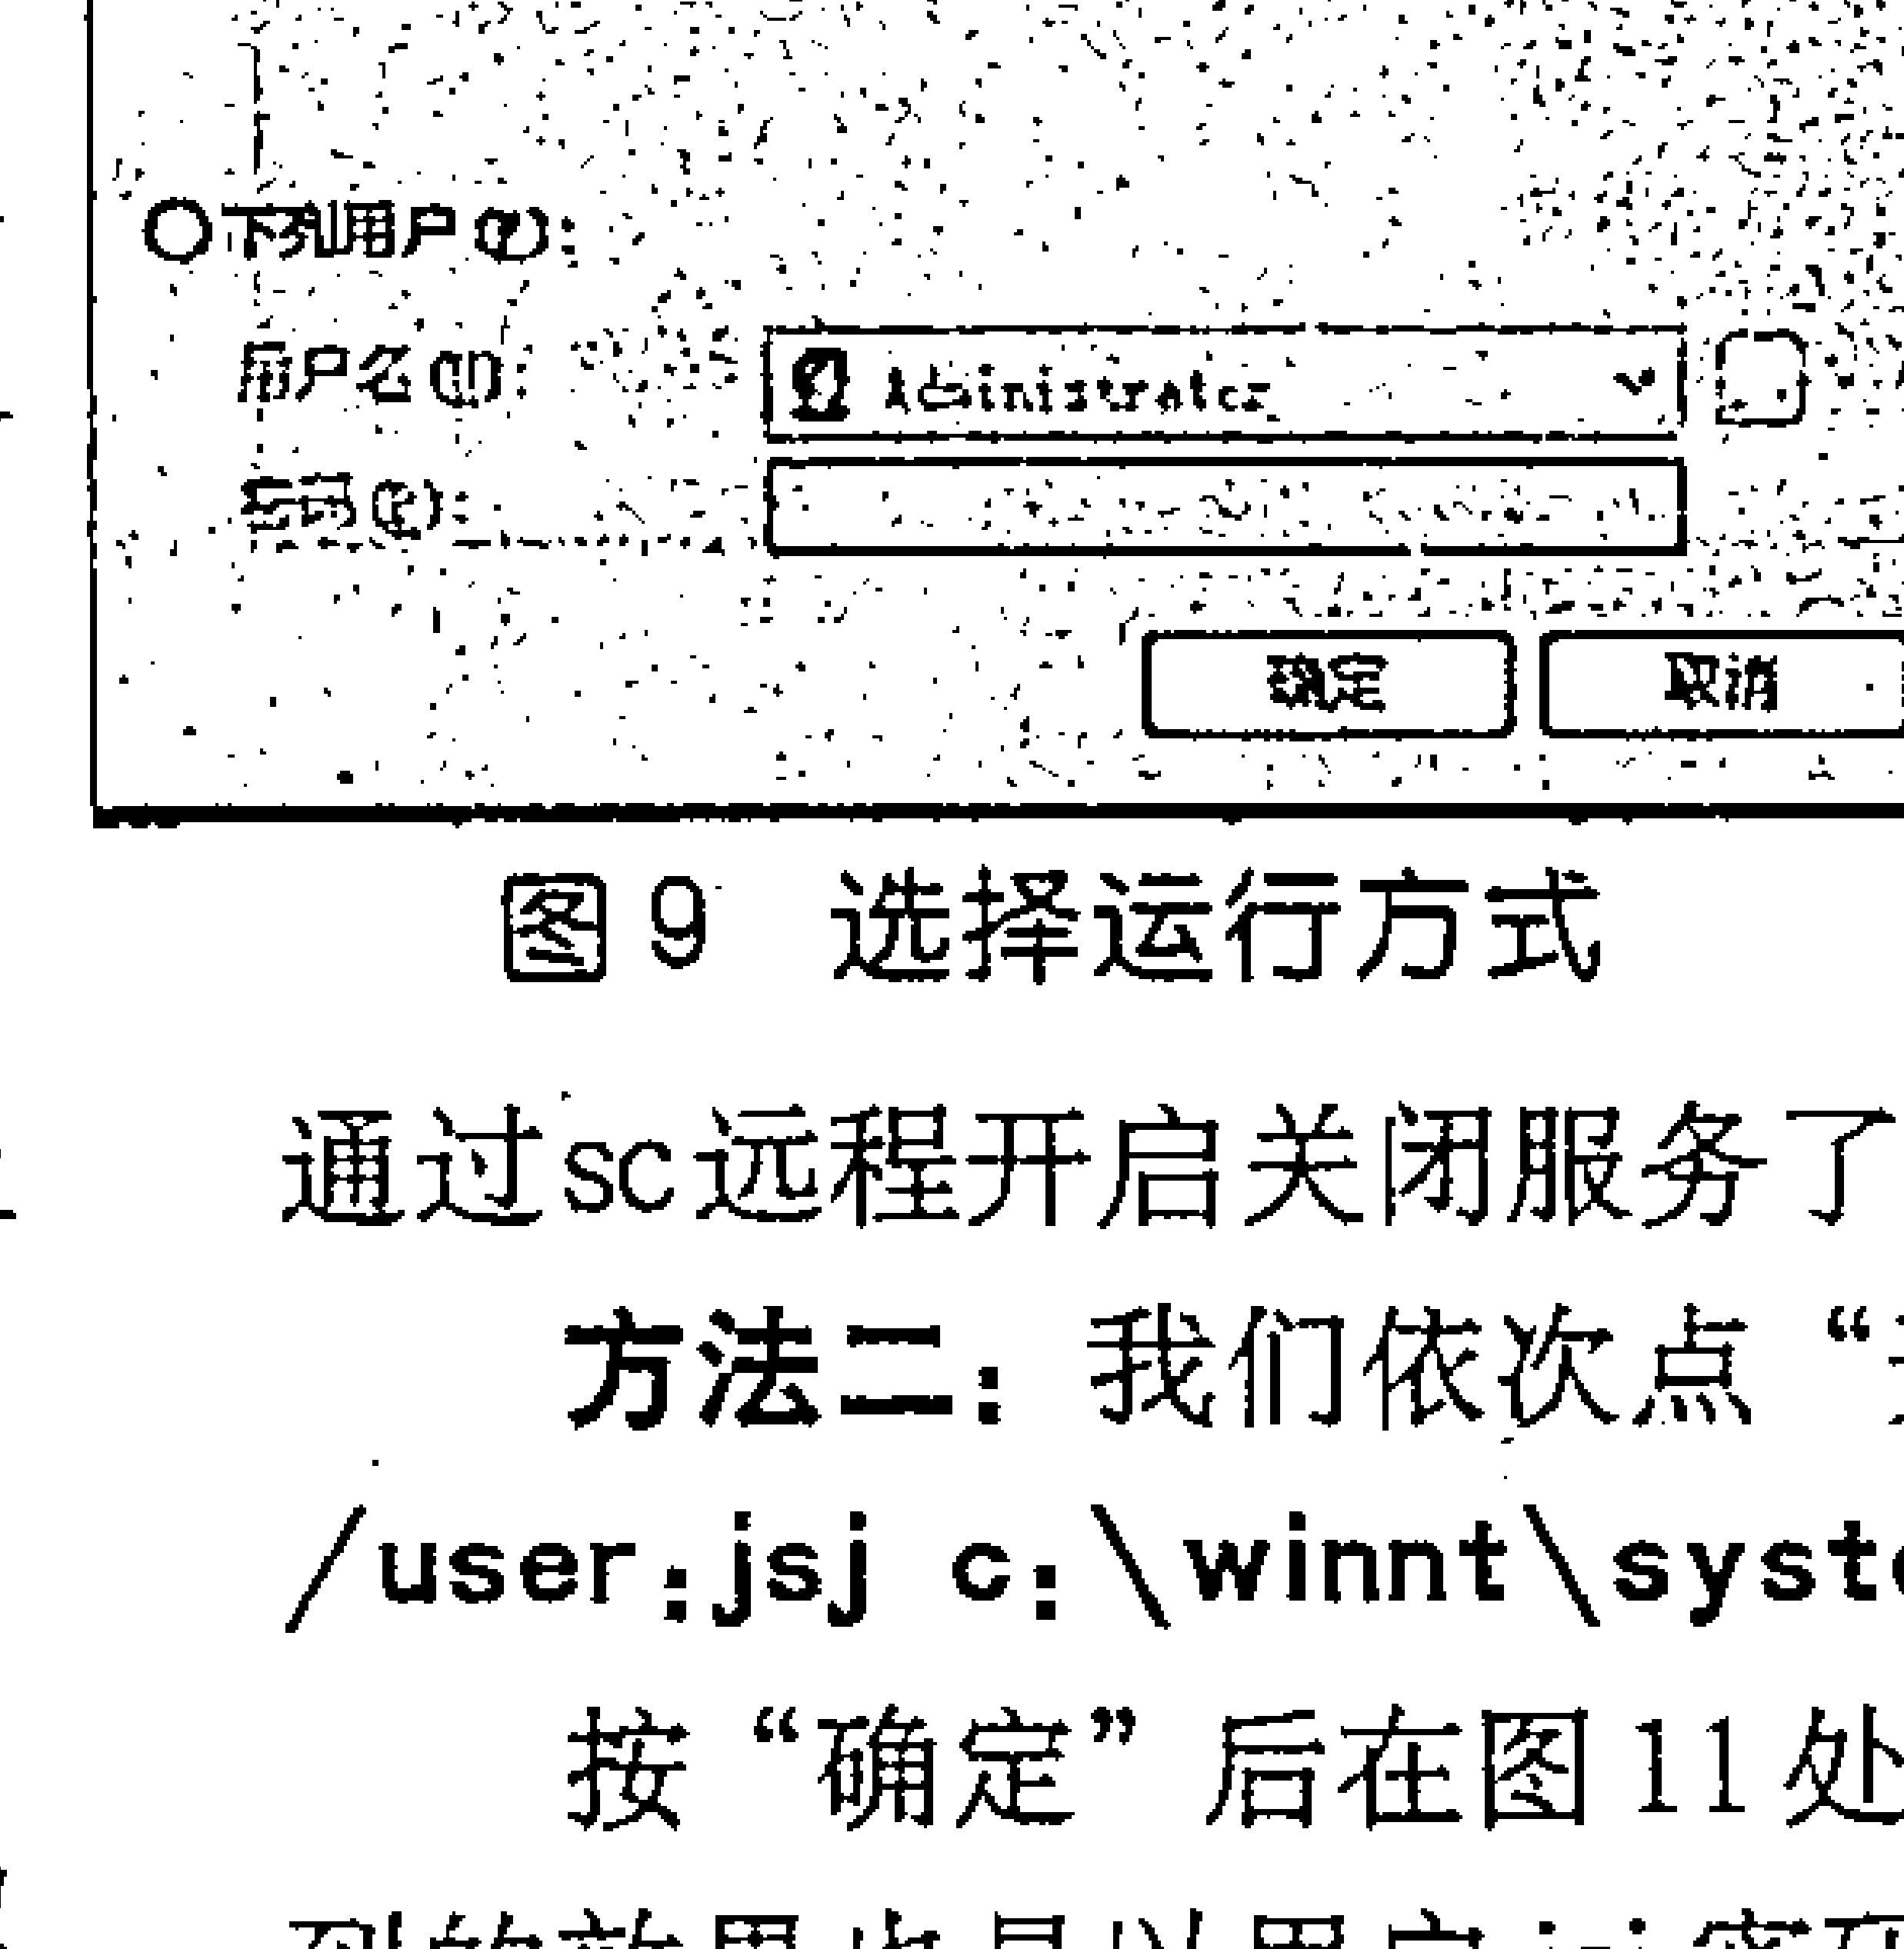 下列用户(F):
用户名(U):
Administrator
密码(P):
确定 取消
图9 选择运行方式
通过sc远程开启关闭服务了
方法二：我们依次点“
/user:jsj c:\winnt\syst
按“确定”后在图11处